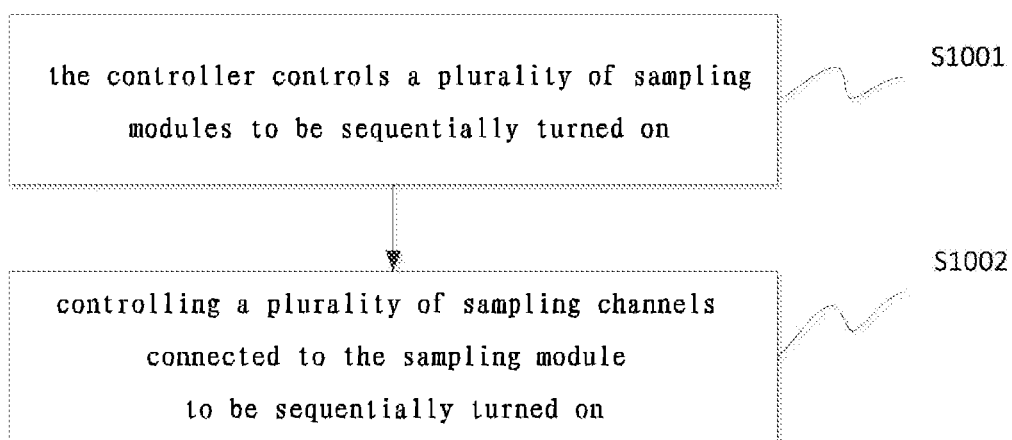 the controller controls a plurality of sampling
modules to be sequentially turned on
S1001
controlling a plurality of sampling channels
connected to the sampling module
to be sequentially turned on
S1002